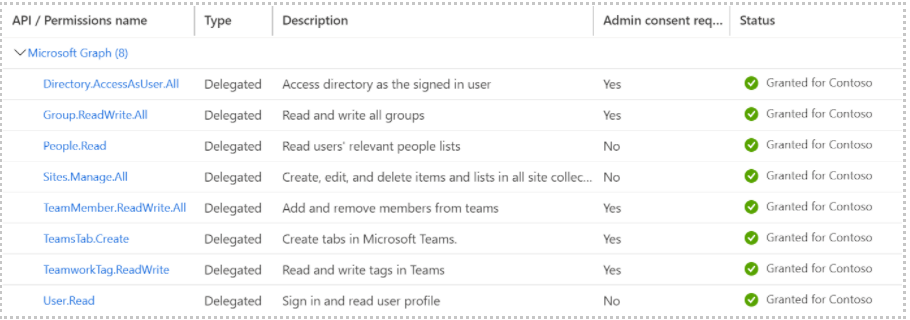 API / Permissions name Type Description Admin consent req... Status
Microsoft Graph (8)
Directory.AccessAsUser.All Delegated Access directory as the signed in user Yes Granted for Contoso
Group.ReadWrite.All Delegated Read and write all groups Yes Granted for Contoso
People.Read Delegated Read users' relevant people lists No Granted for Contoso
Sites.Manage.All Delegated Create, edit, and delete items and lists in all site collec... No Granted for Contoso
TeamMember.ReadWrite.All Delegated Add and remove members from teams Yes Granted for Contoso
TeamsTab.Create Delegated Create tabs in Microsoft Teams. Yes Granted for Contoso
TeamworkTag.ReadWrite Delegated Read and write tags in Teams Yes Granted for Contoso
User.Read Delegated Sign in and read user profile No Granted for Contoso